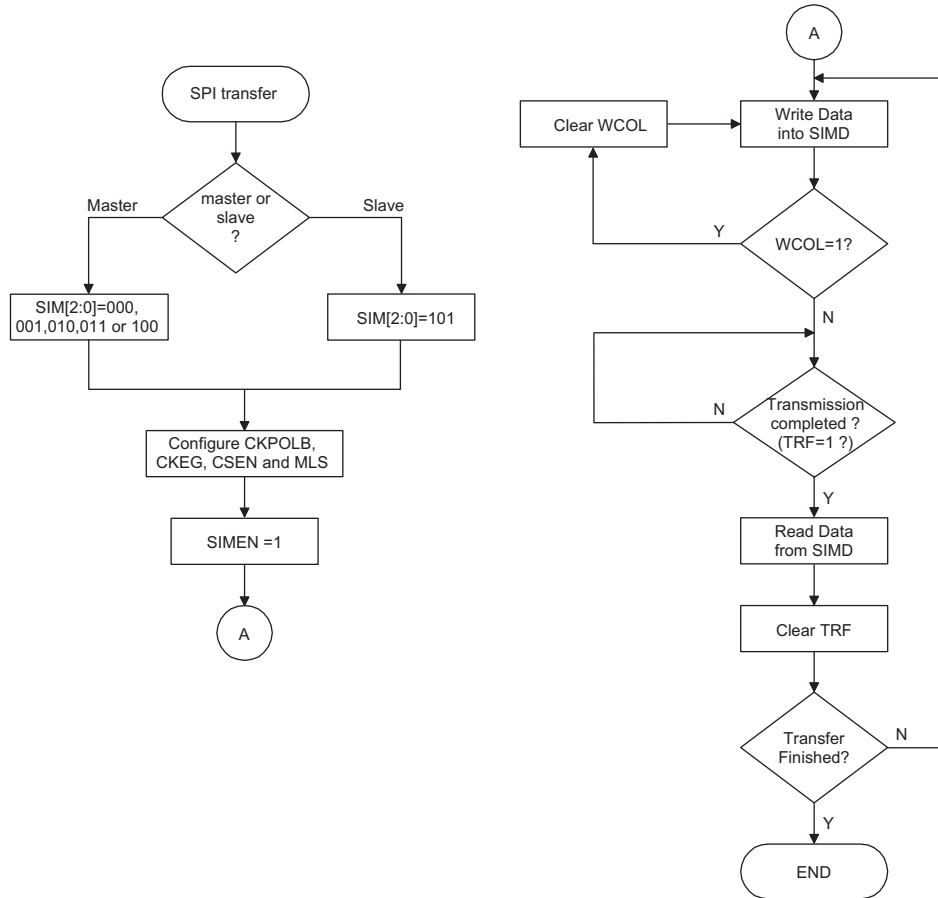 SPI transfer
master or
slave
?
Master
Slave
SIM[2:0]=000,
001,010,011 or 100
SIM[2:0]=101
Configure CKPOLB,
CKEG, CSEN and MLS
SIMEN =1
A
A
Clear WCOL
Write Data
into SIMD
Y
WCOL=1?
N
N
Transmission
completed ?
(TRF=1 ?)
Y
Read Data
from SIMD
Clear TRF
Transfer
Finished?
N
Y
END